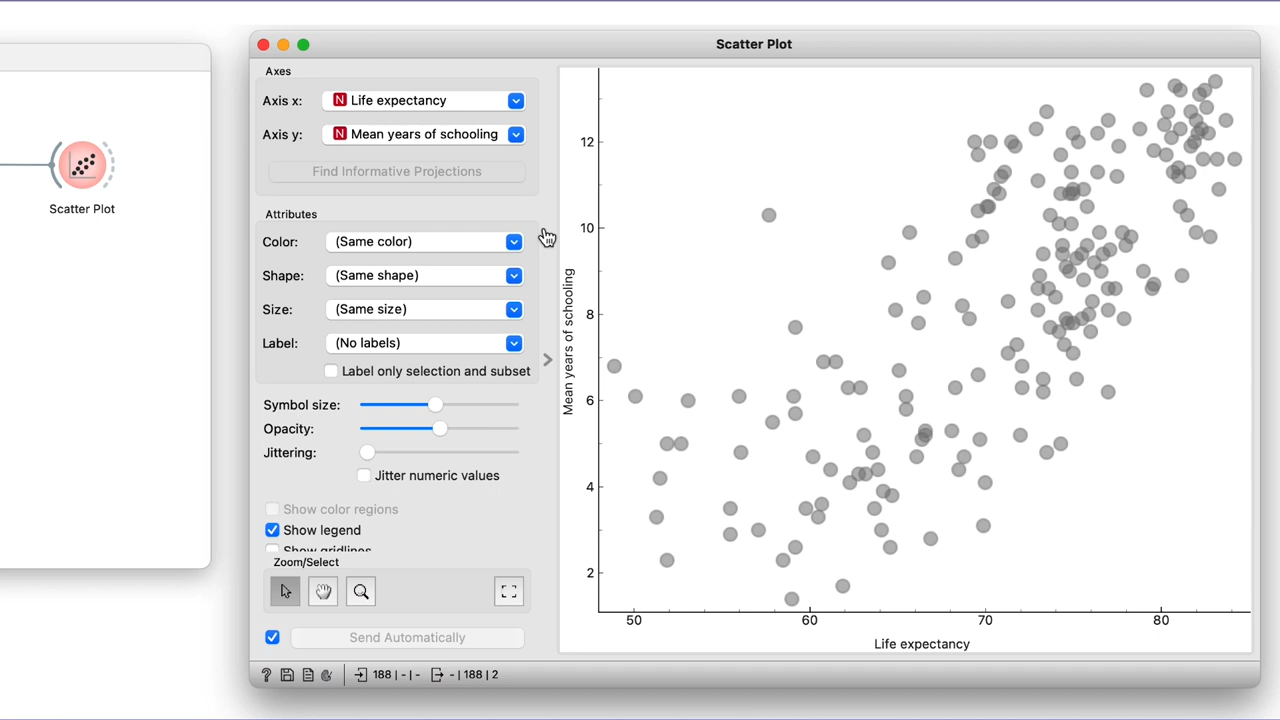 Scatter Plot
Scatter Plot
Axes
Axis x: N Life expectancy
Axis y: N Mean years of schooling
Find Informative Projections
Attributes
Color: (Same color)
Shape: (Same shape)
Size: (Same size)
Label: (No labels)
Label only selection and subset
Symbol size:
Opacity:
Jittering:
Jitter numeric values
Show color regions
Show legend
Show gridlines
Zoom/Select
Send Automatically
? 188 | - | - - | 188 | 2
Mean years of schooling
12
10
8
6
4
2
50 60 70 80
Life expectancy